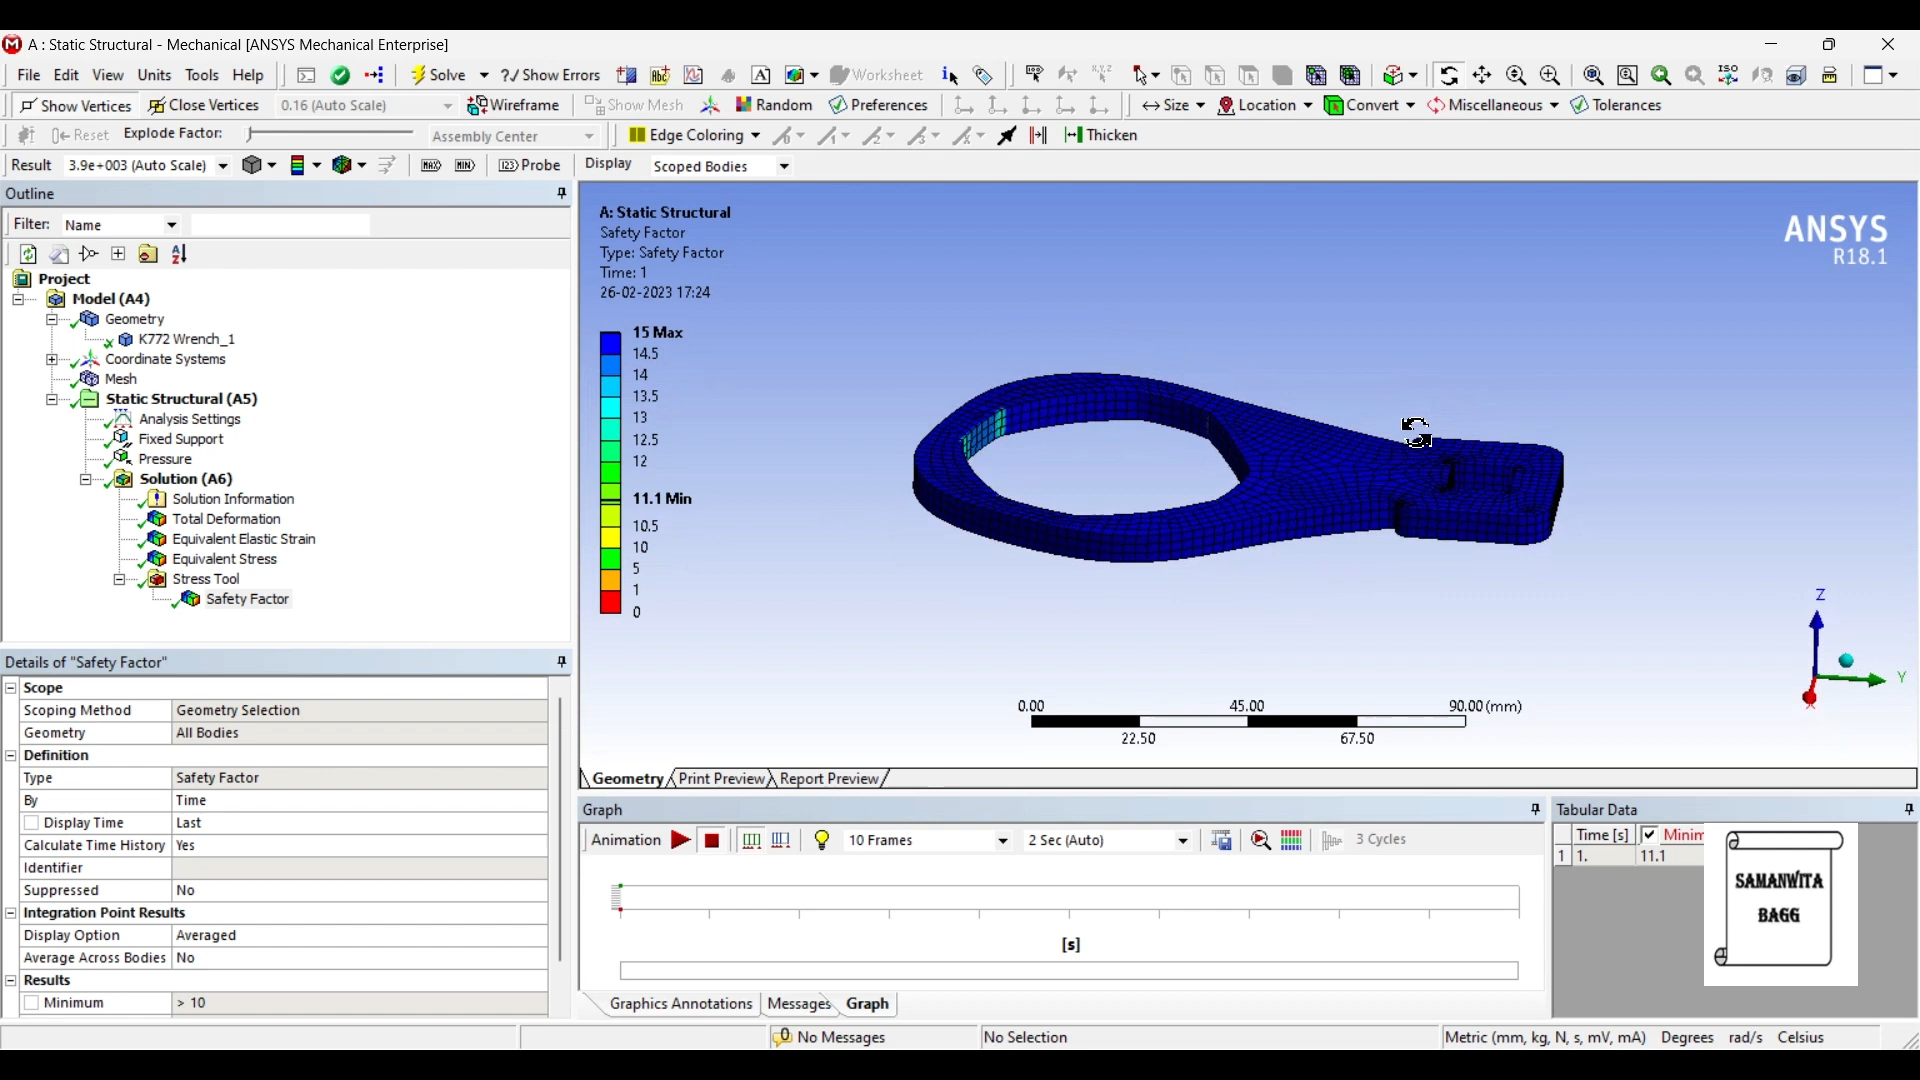 A : Static Structural - Mechanical [ANSYS Mechanical Enterprise]
File Edit View Units Tools Help Solve ?/ Show Errors Worksheet
Show Vertices Close Vertices 0.16 (Auto Scale) Wireframe Show Mesh Random Preferences Size Location Convert Miscellaneous Tolerances
Reset Explode Factor: Assembly Center Edge Coloring Thicken
Result 3.9e+003 (Auto Scale) MAX MIN Probe Display Scoped Bodies
Outline
Filter: Name
Project
Model (A4)
Geometry
K772 Wrench_1
Coordinate Systems
Mesh
Static Structural (A5)
Analysis Settings
Fixed Support
Pressure
Solution (A6)
Solution Information
Total Deformation
Equivalent Elastic Strain
Equivalent Stress
Stress Tool
Safety Factor
Details of "Safety Factor"
Scope
Scoping Method Geometry Selection
Geometry All Bodies
Definition
Type Safety Factor
By Time
Display Time Last
Calculate Time History Yes
Identifier
Suppressed No
Integration Point Results
Display Option Averaged
Average Across Bodies No
Results
Minimum > 10
A: Static Structural
Safety Factor
Type: Safety Factor
Time: 1
26-02-2023 17:24
15 Max
14.5
14
13.5
13
12.5
12
11.1 Min
10.5
10
5
1
0
ANSYS
R18.1
Z
Y
X
0.00 45.00 90.00 (mm)
22.50 67.50
Geometry Print Preview Report Preview
Graph
Animation 10 Frames 2 Sec (Auto) 3 Cycles
[s]
Graphics Annotations Messages Graph
Tabular Data
Time [s] Minim
1 1. 11.1
SAMANWITA
BAGG
0 No Messages No Selection Metric (mm, kg, N, s, mV, mA) Degrees rad/s Celsius